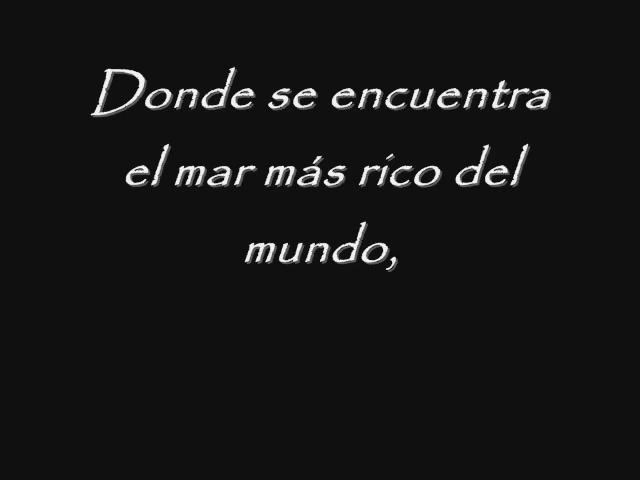 Donde se encuentra
el mar más rico del
mundo,